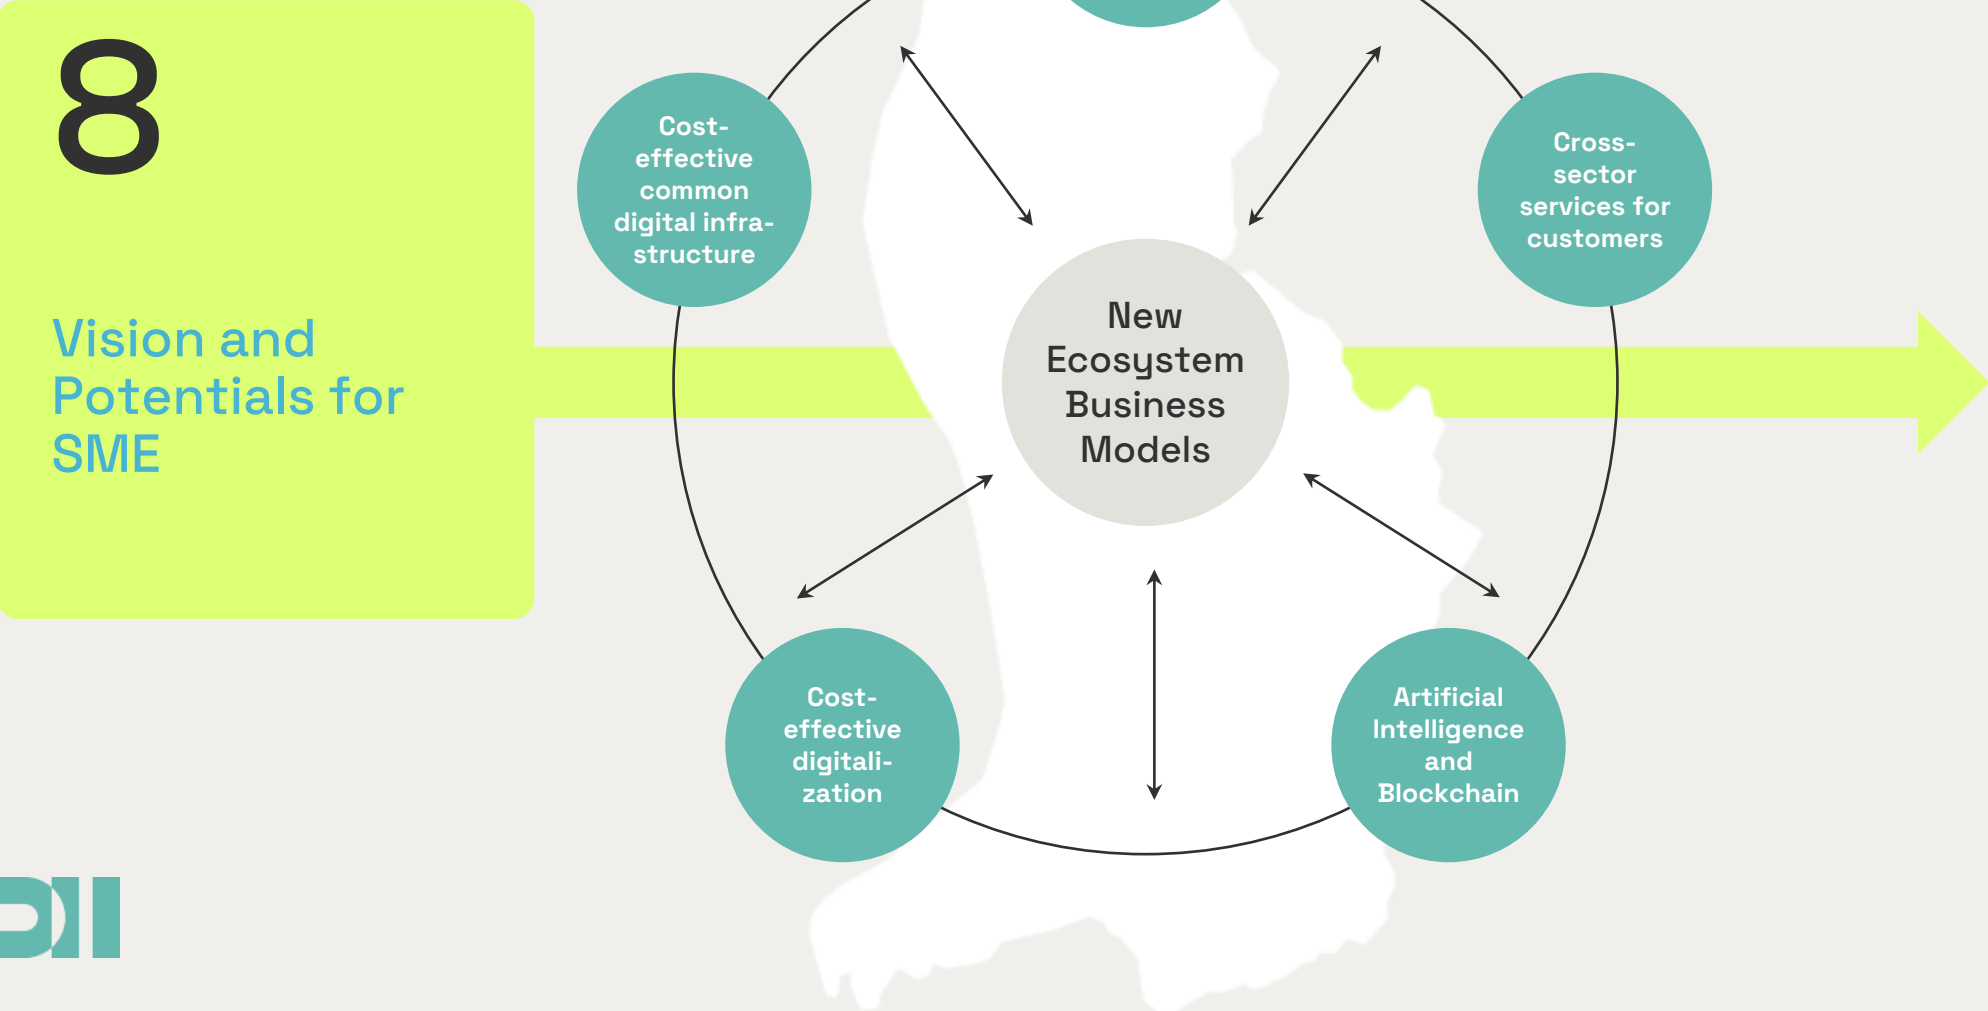 8
Vision and
Potentials for
SME
Cost-
effective
common
digital infra-
structure
Cross-
sector
services for
customers
New
Ecosystem
Business
Models
Cost-
effective
digitali-
zation
Artificial
Intelligence
and
Blockchain